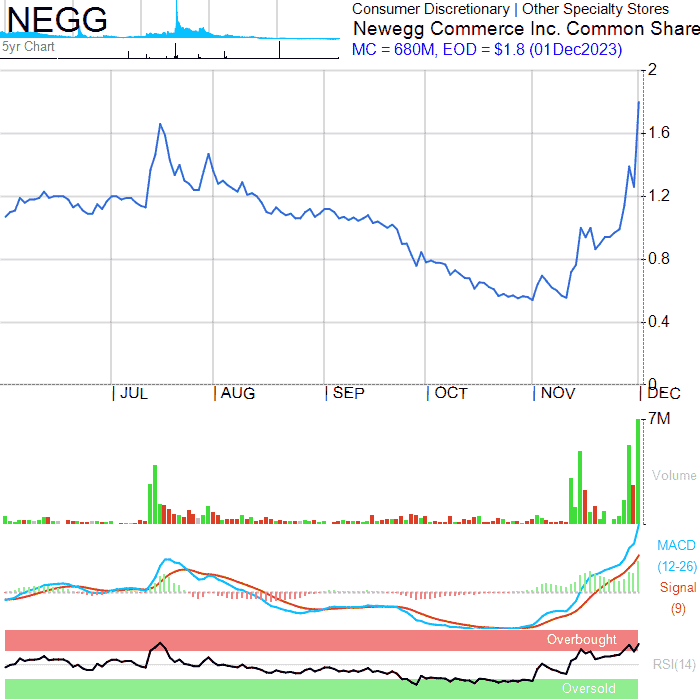 NEGG
5yr Chart
Consumer Discretionary | Other Specialty Stores
Newegg Commerce Inc. Common Share
MC = 680M, EOD = $1.8 (01Dec2023)
2
1.6
1.2
0.8
0.4
0
JUL
AUG
SEP
OCT
NOV
DEC
7M
Volume
MACD
(12-26)
Signal
(9)
Overbought
RSI(14)
Oversold